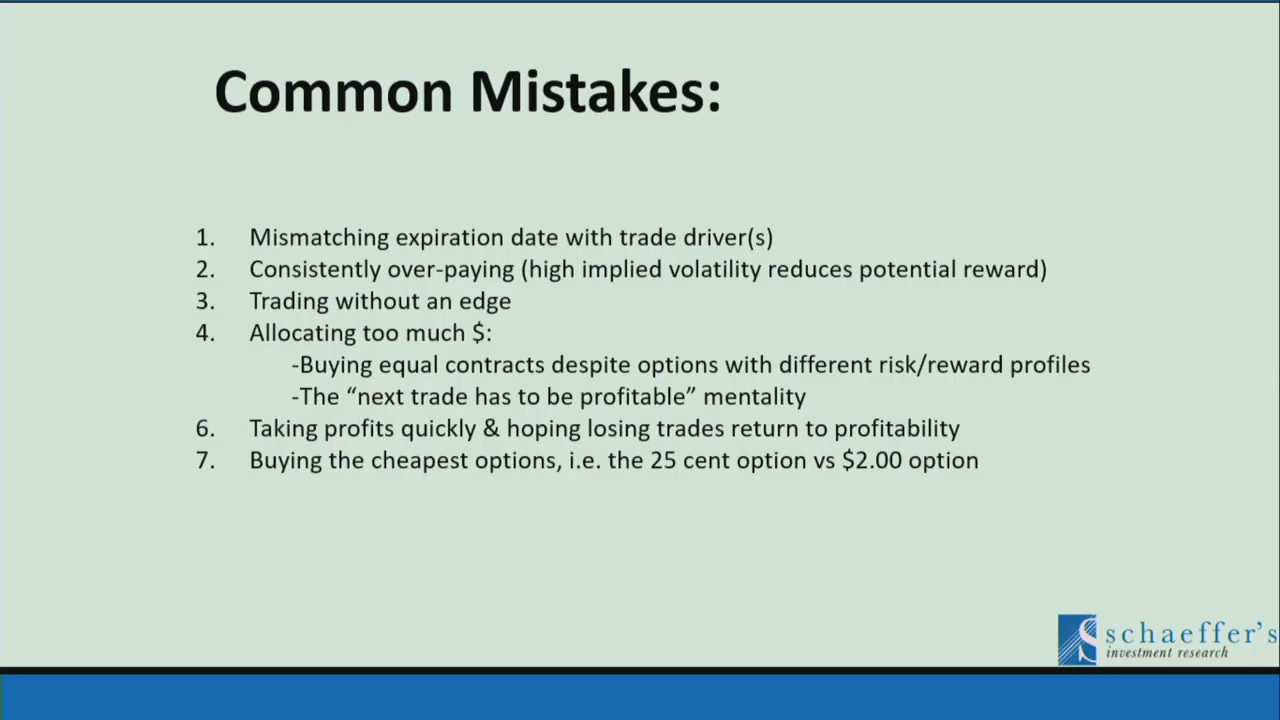 Common Mistakes:
1. Mismatching expiration date with trade driver(s)
2. Consistently over-paying (high implied volatility reduces potential reward)
3. Trading without an edge
4. Allocating too much $:
-Buying equal contracts despite options with different risk/reward profiles
-The “next trade has to be profitable” mentality
6. Taking profits quickly & hoping losing trades return to profitability
7. Buying the cheapest options, i.e. the 25 cent option vs $2.00 option
schaeffer's
investment research